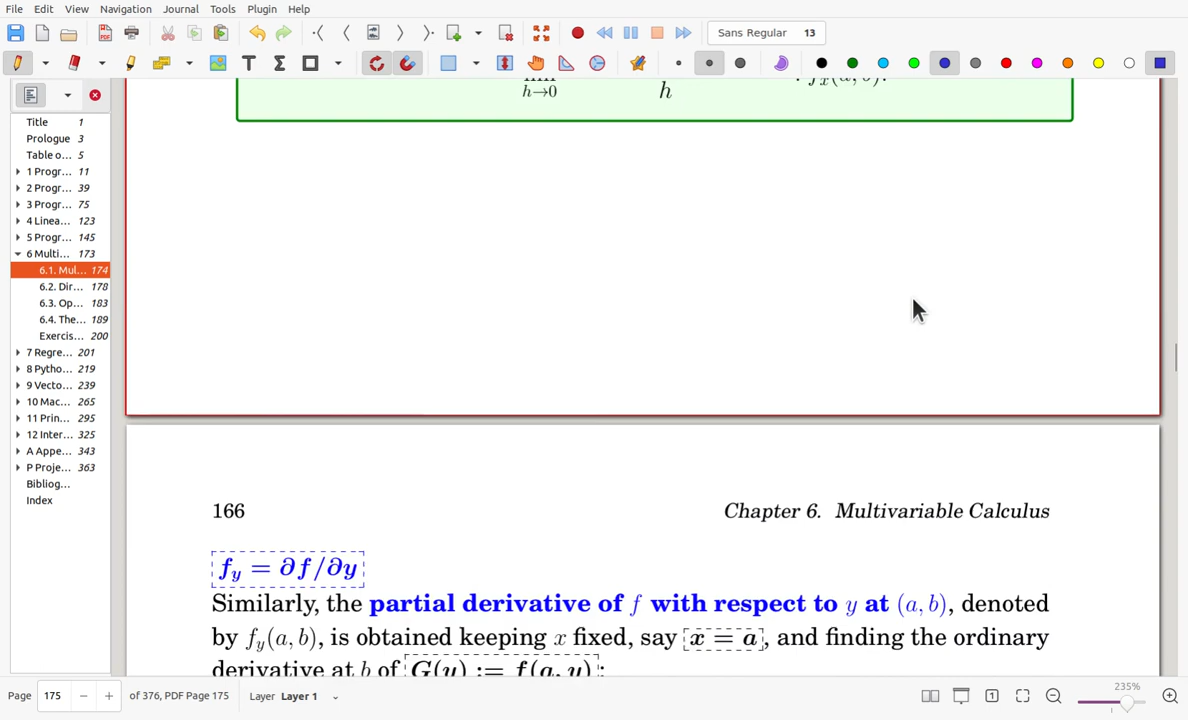 File Edit View Navigation Journal Tools Plugin Help
Sans Regular 13
Title 1
Prologue 3
Table o... 5
1 Progr... 11
2 Progr... 39
3 Progr... 75
4 Linea... 123
5 Progr... 145
6 Multi... 173
6.1. Mul... 174
6.2. Dir... 178
6.3. Op... 183
6.4. The... 189
Exercis... 200
7 Regre... 201
8 Pytho... 219
9 Vecto... 239
10 Mac... 265
11 Prin... 295
12 Inter... 325
A Appe... 343
P Proje... 363
Bibliog...
Index
h→0 h
166 Chapter 6. Multivariable Calculus
f_y = ∂f/∂y
Similarly, the partial derivative of f with respect to y at (a, b), denoted
by f_y(a, b), is obtained keeping x fixed, say x = a, and finding the ordinary
derivative at b of G(y) := f(a, y):
Page 175 − + of 376, PDF Page 175 Layer Layer 1 235%